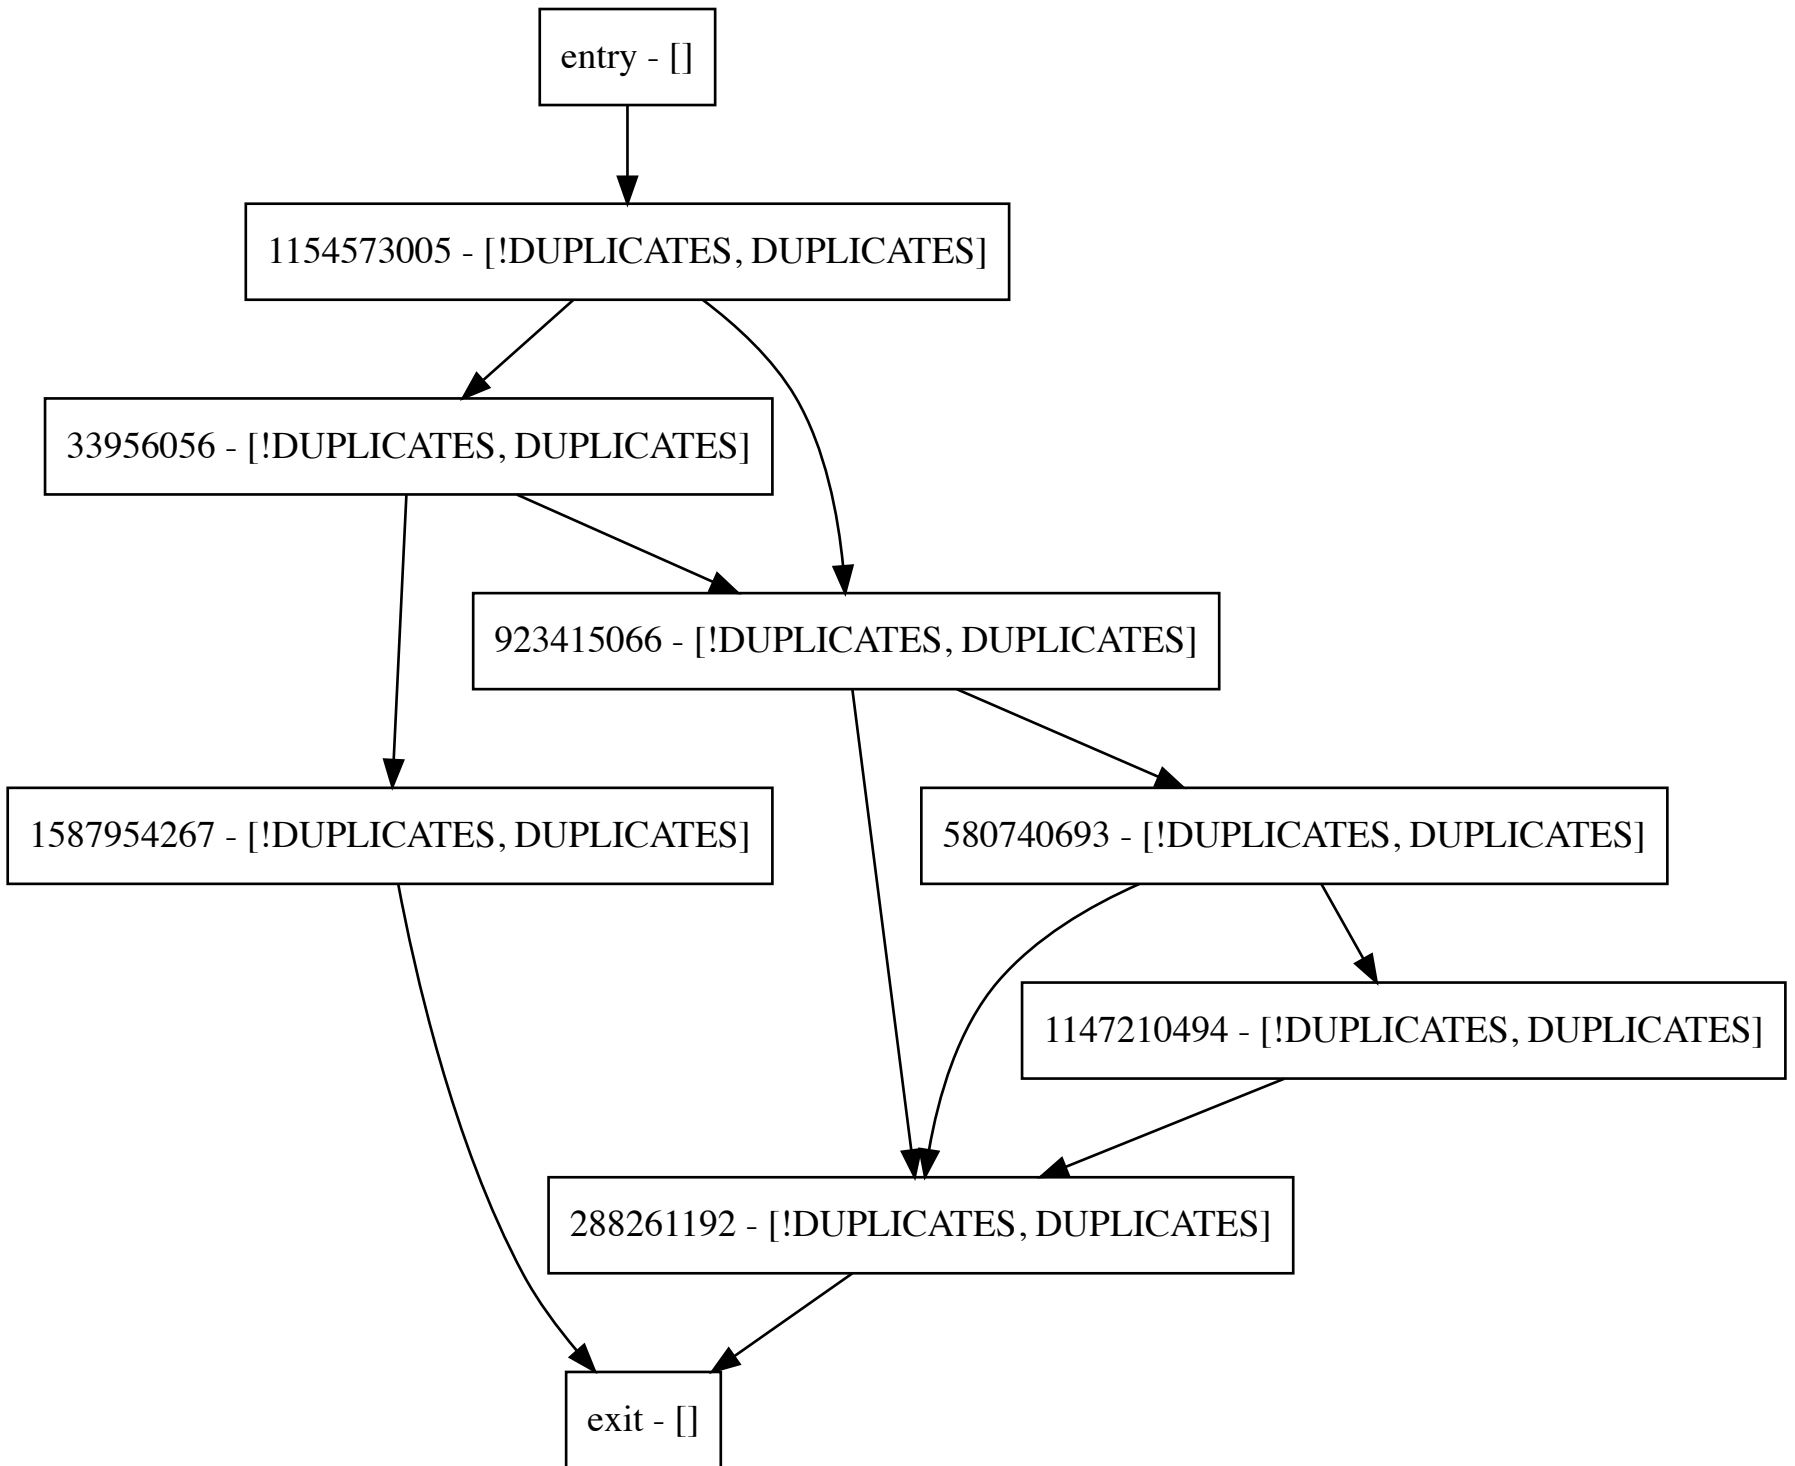 entry - []
1154573005 - [!DUPLICATES, DUPLICATES]
33956056 - [!DUPLICATES, DUPLICATES]
923415066 - [!DUPLICATES, DUPLICATES]
1587954267 - [!DUPLICATES, DUPLICATES]
580740693 - [!DUPLICATES, DUPLICATES]
1147210494 - [!DUPLICATES, DUPLICATES]
288261192 - [!DUPLICATES, DUPLICATES]
exit - []